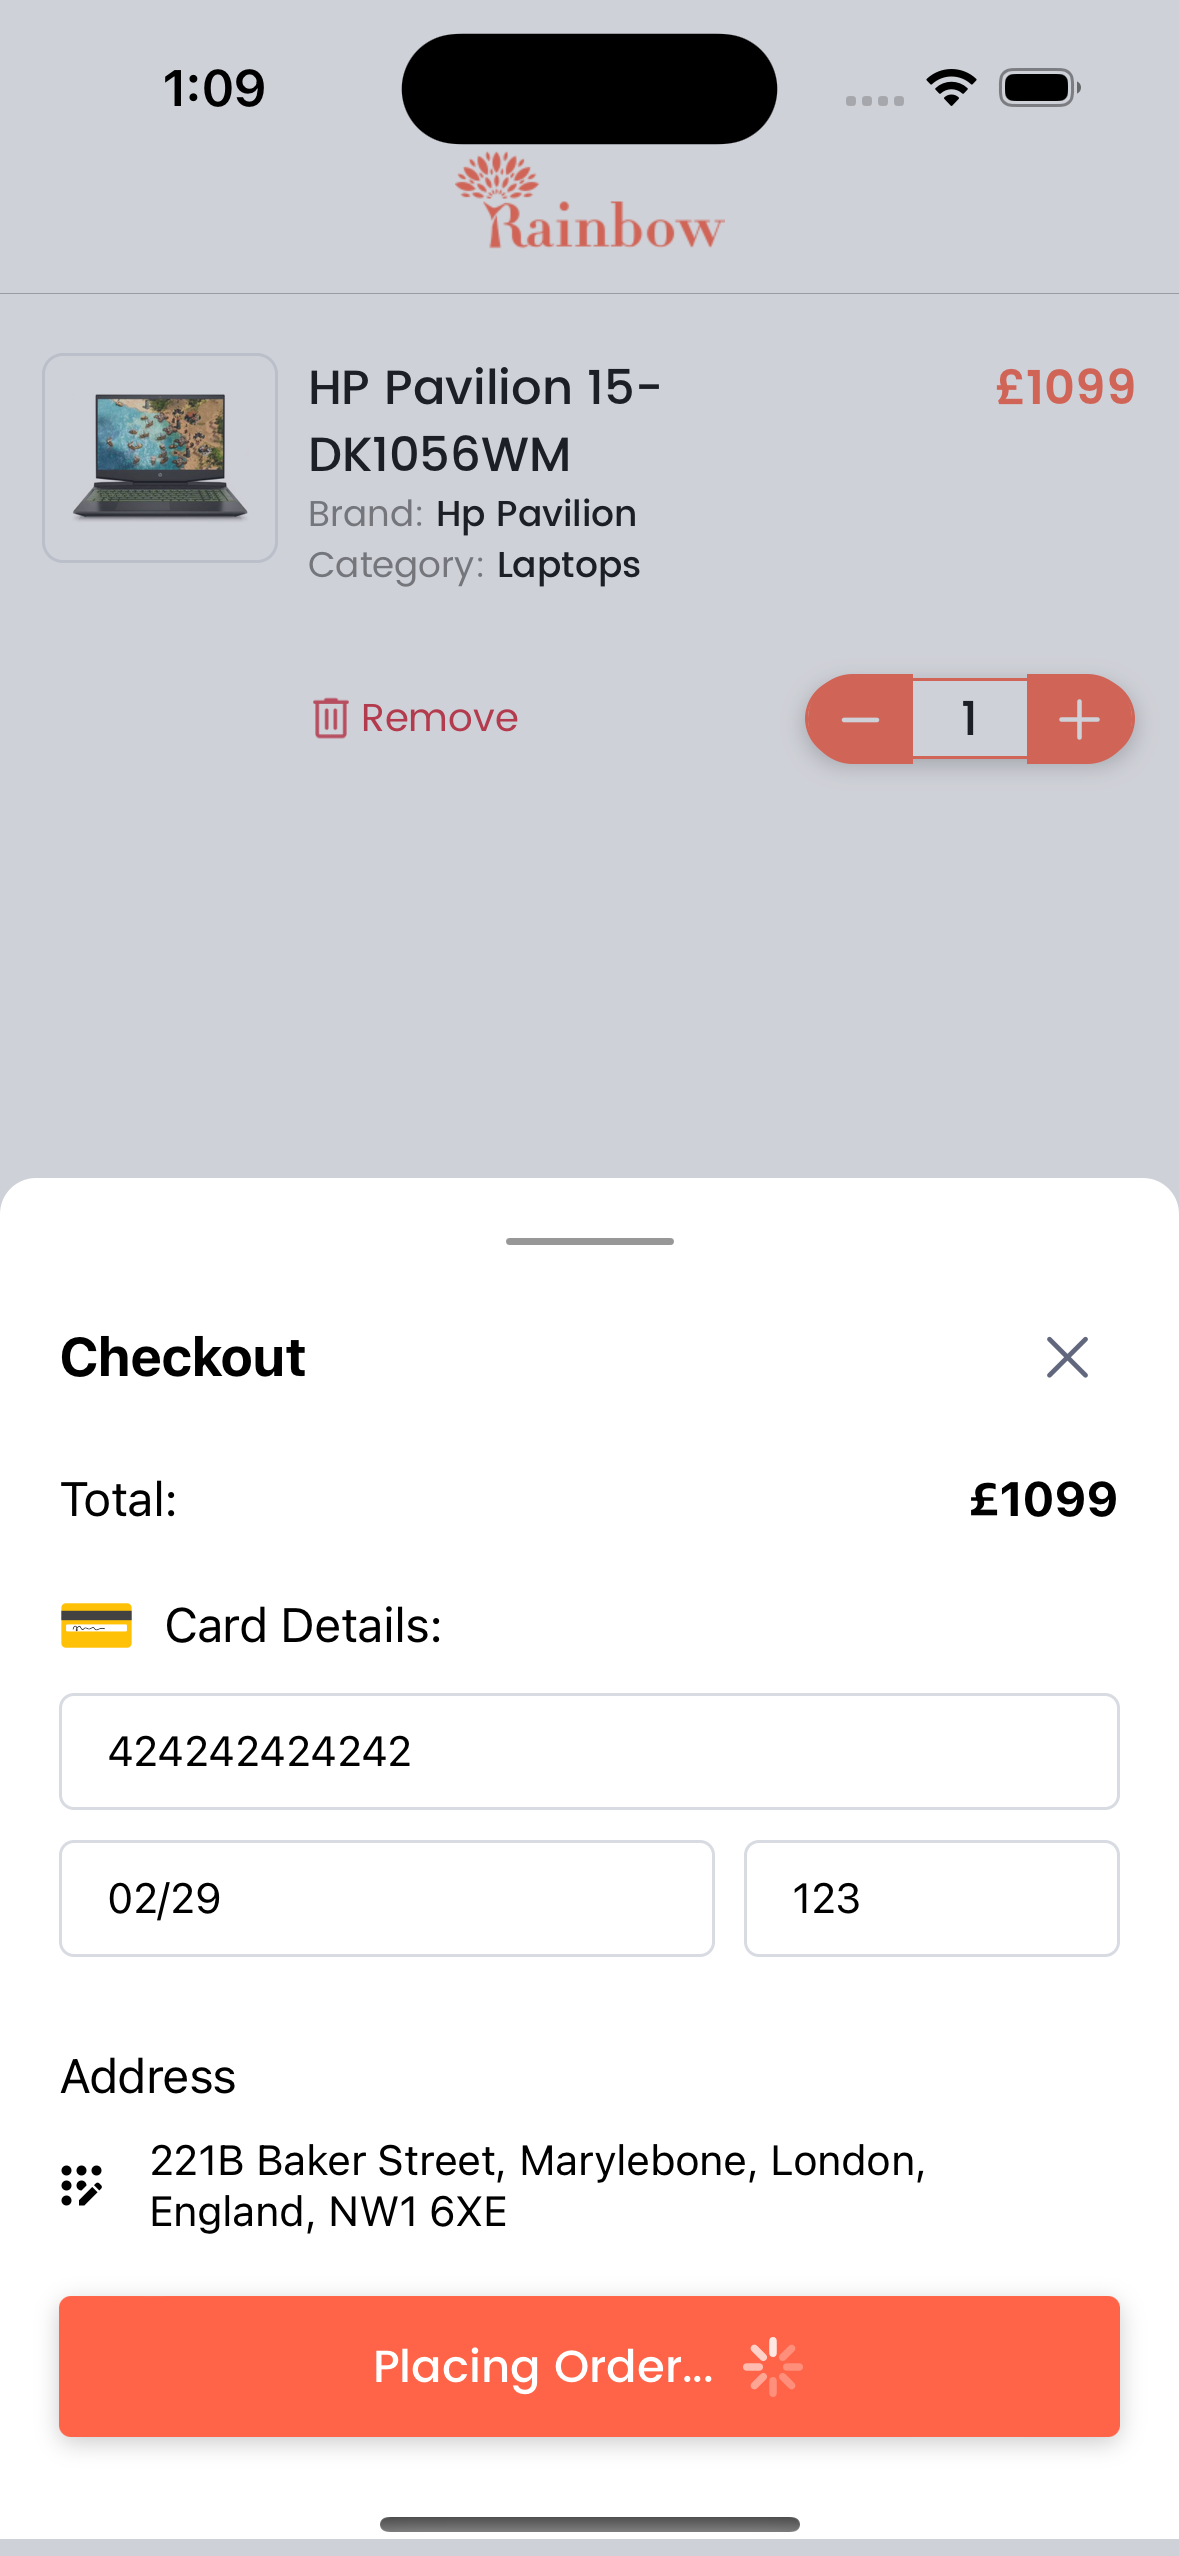 1:09
Rainbow
HP Pavilion 15-
£1099
DK1056WM
Brand: Hp Pavilion
Category: Laptops
Remove
1
Checkout
Total:
£1099
Card Details:
424242424242
02/29
123
Address
221B Baker Street, Marylebone, London,
England, NW1 6XE
Placing Order...